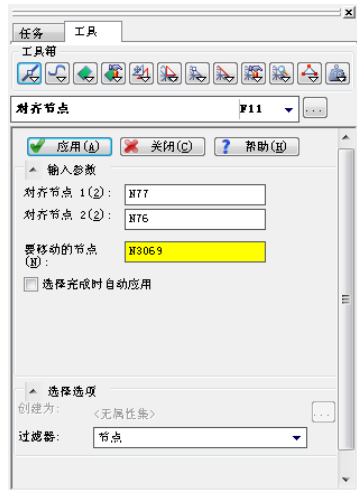 任务 工具
工具箱
对齐节点 F11 ...
应用(A) 关闭(C) 帮助(H)
输入参数
对齐节点 1(2): N77
对齐节点 2(2): N76
要移动的节点
(N): N3069
选择完成时自动应用
选择选项
创建为: <无属性集> ...
过滤器: 节点